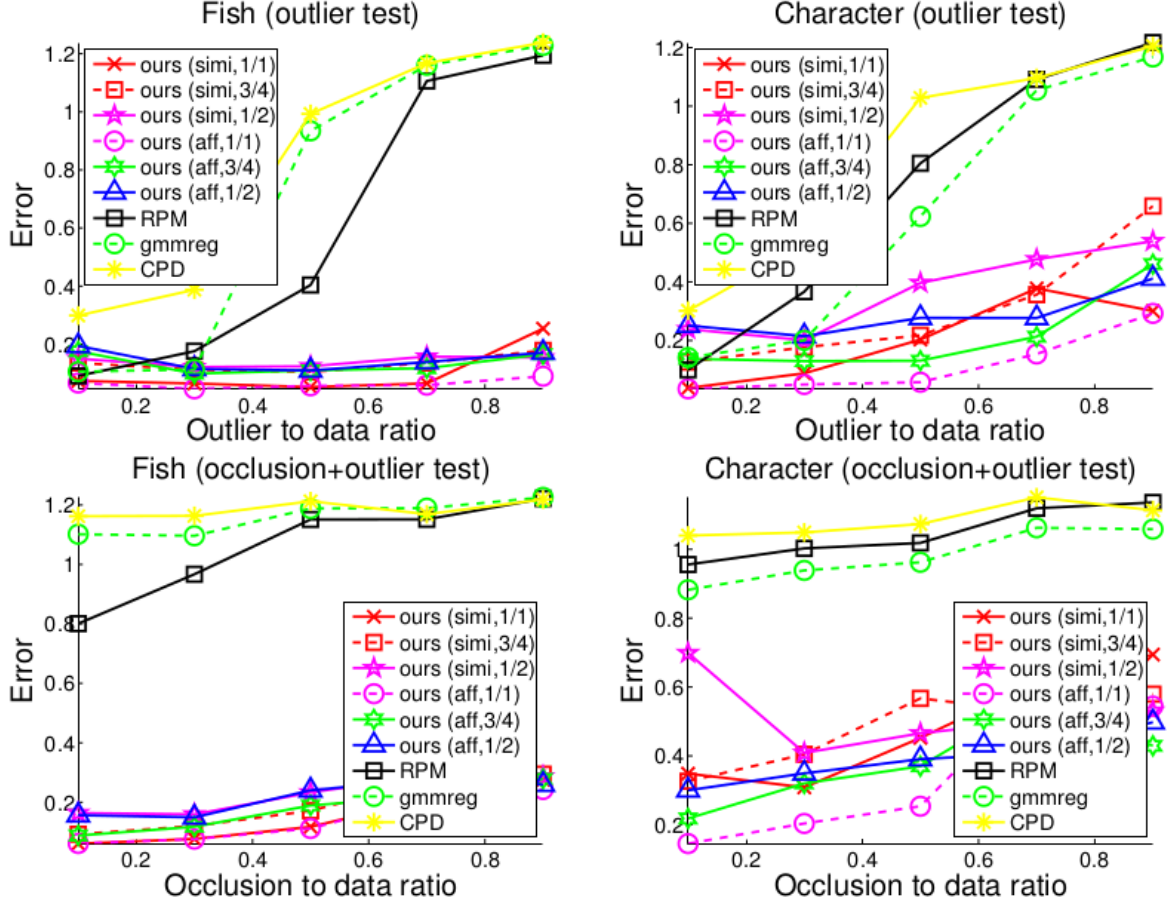 Fish (outlier test)
1.2
1
0.8
0.6
0.4
0.2
Error
ours (simi,1/1)
ours (simi,3/4)
ours (simi,1/2)
ours (aff,1/1)
ours (aff,3/4)
ours (aff,1/2)
RPM
gmmreg
CPD
0.2 0.4 0.6 0.8
Outlier to data ratio
Character (outlier test)
1.2
1
0.8
0.6
0.4
0.2
Error
ours (simi,1/1)
ours (simi,3/4)
ours (simi,1/2)
ours (aff,1/1)
ours (aff,3/4)
ours (aff,1/2)
RPM
gmmreg
CPD
0.2 0.4 0.6 0.8
Outlier to data ratio
Fish (occlusion+outlier test)
1.2
1
0.8
0.6
0.4
0.2
Error
ours (simi,1/1)
ours (simi,3/4)
ours (simi,1/2)
ours (aff,1/1)
ours (aff,3/4)
ours (aff,1/2)
RPM
gmmreg
CPD
0.2 0.4 0.6 0.8
Occlusion to data ratio
Character (occlusion+outlier test)
1
0.8
0.6
0.4
0.2
Error
ours (simi,1/1)
ours (simi,3/4)
ours (simi,1/2)
ours (aff,1/1)
ours (aff,3/4)
ours (aff,1/2)
RPM
gmmreg
CPD
0.2 0.4 0.6 0.8
Occlusion to data ratio